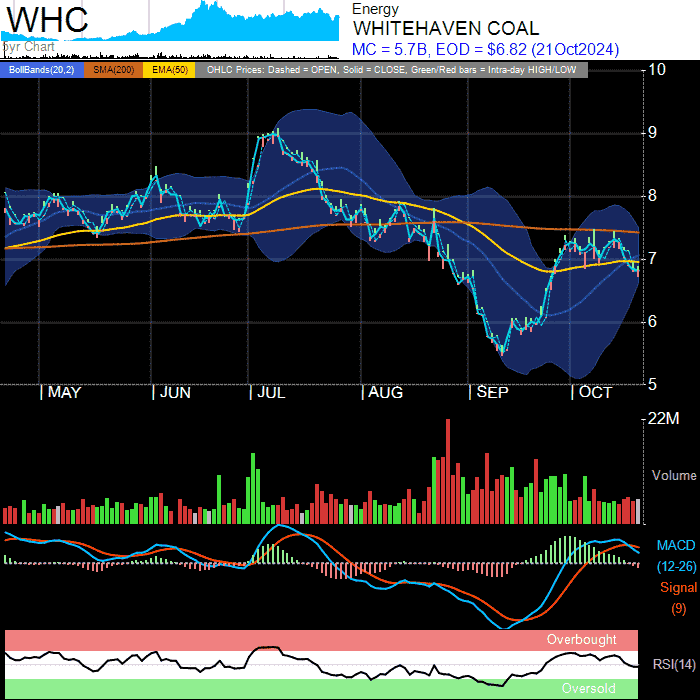 WHC
5yr Chart
Energy
WHITEHAVEN COAL
MC = 5.7B, EOD = $6.82 (21Oct2024)
BollBands(20,2) SMA(200) EMA(50) OHLC Prices: Dashed = OPEN, Solid = CLOSE, Green/Red bars = Intra-day HIGH/LOW
10
9
8
7
6
5
MAY JUN JUL AUG SEP OCT
22M
Volume
MACD
(12-26)
Signal
(9)
Overbought
RSI(14)
Oversold